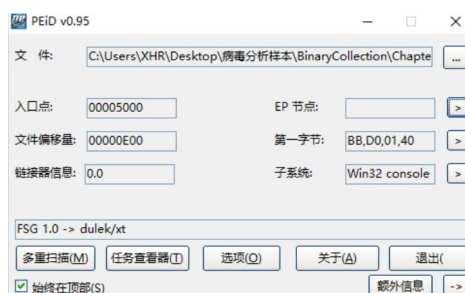 PEiD v0.95
文 件: C:\Users\XHR\Desktop\病毒分析样本\BinaryCollection\Chapte ...
入口点: 00005000 EP 节点: >
文件偏移量: 00000E00 第一字节: BB,D0,01,40 >
链接器信息: 0.0 子系统: Win32 console >
FSG 1.0 -> dulek/xt
多重扫描(M) 任务查看器(T) 选项(O) 关于(A) 退出(
始终在顶部(S) 额外信息 ->